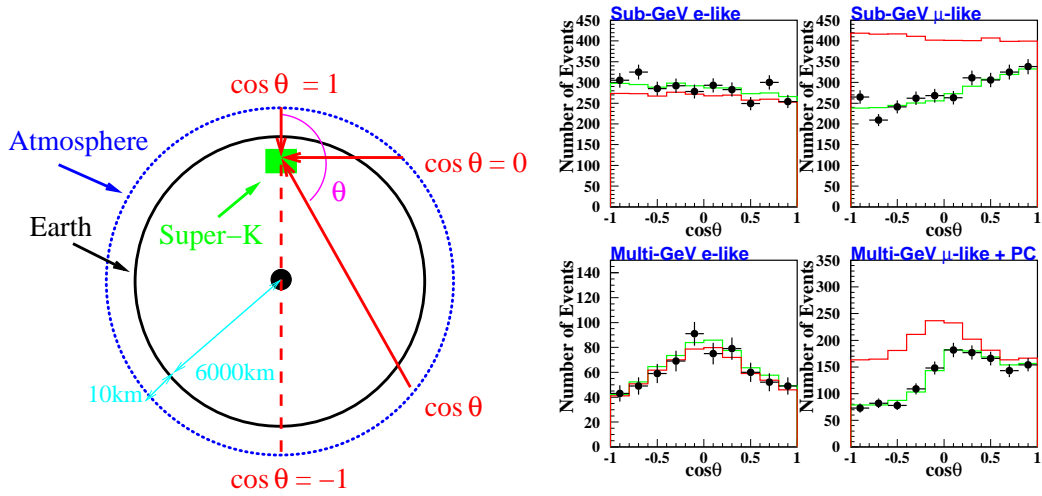 cos θ = 1
Atmosphere
cos θ = 0
θ
Earth
Super−K
6000km
10km
cos θ
cos θ = −1
Sub-GeV e-like
Number of Events
450
400
350
300
250
200
150
100
50
0
-1 -0.5 0 0.5 1
cosθ
Sub-GeV μ-like
Number of Events
450
400
350
300
250
200
150
100
50
0
-1 -0.5 0 0.5 1
cosθ
Multi-GeV e-like
Number of Events
140
120
100
80
60
40
20
0
-1 -0.5 0 0.5 1
cosθ
Multi-GeV μ-like + PC
Number of Events
350
300
250
200
150
100
50
0
-1 -0.5 0 0.5 1
cosθ